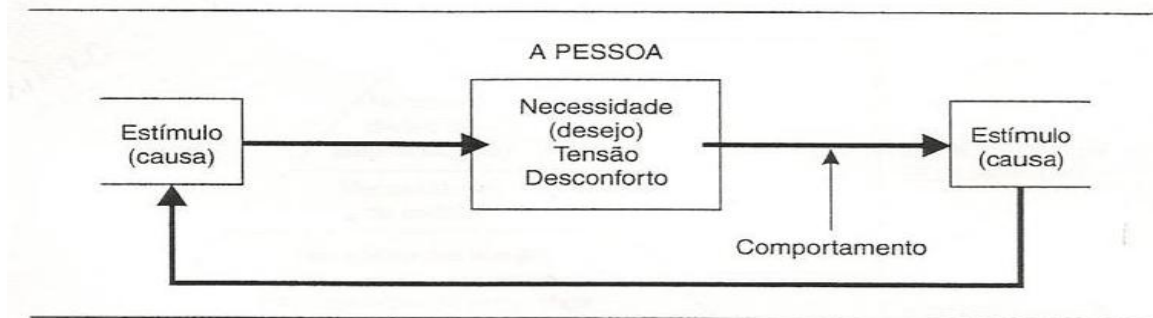 A PESSOA
Estímulo
(causa)
Necessidade
(desejo)
Tensão
Desconforto
Estímulo
(causa)
Comportamento